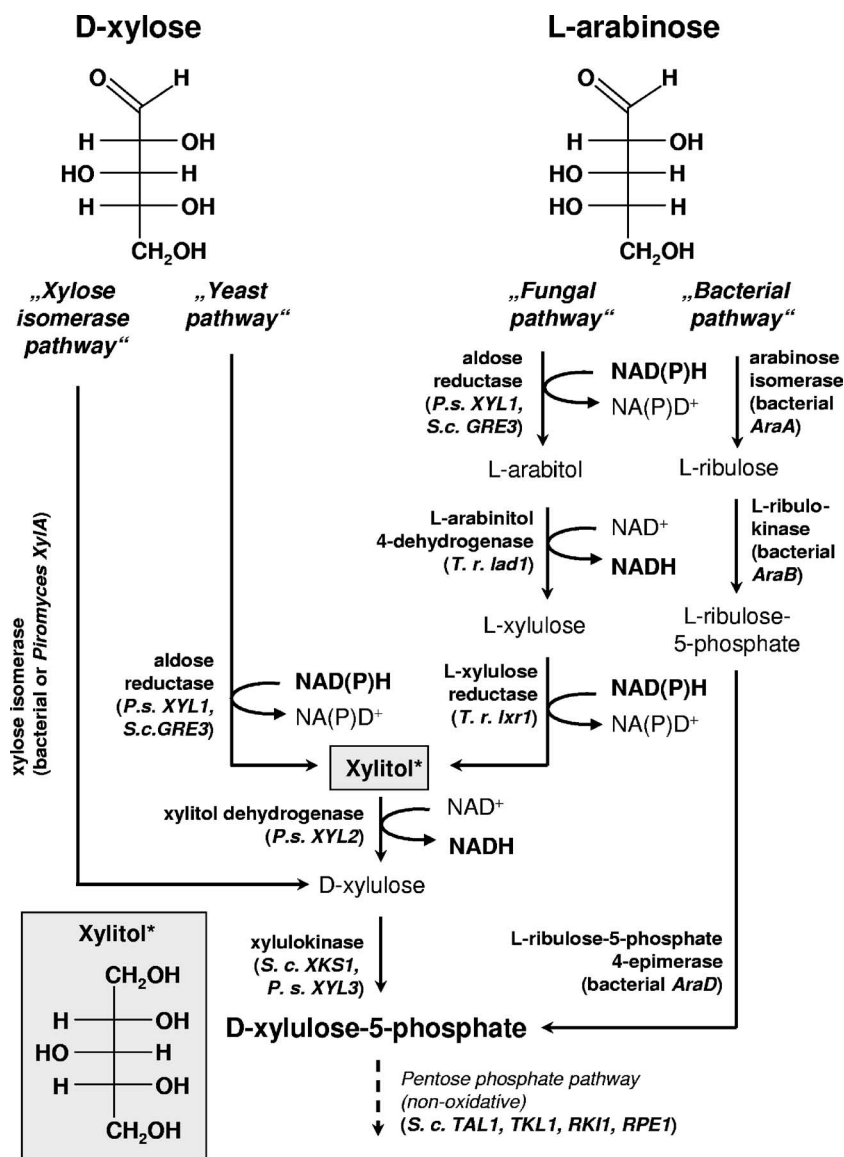 D-xylose
O
H
H
OH
HO
H
H
OH
CH₂OH
L-arabinose
O
H
H
OH
HO
H
HO
H
CH₂OH
„Xylose
isomerase
pathway“
„Yeast
pathway“
„Fungal
pathway“
„Bacterial
pathway“
xylose isomerase
(bacterial or Piromyces XylA)
aldose
reductase
(P.s. XYL1,
S.c.GRE3)
NAD(P)H
NA(P)D⁺
aldose
reductase
(P.s. XYL1,
S.c. GRE3)
NAD(P)H
NA(P)D⁺
L-arabitol
L-arabinitol
4-dehydrogenase
(T. r. lad1)
NAD⁺
NADH
L-xylulose
L-xylulose
reductase
(T. r. lxr1)
NAD(P)H
NA(P)D⁺
arabinose
isomerase
(bacterial
AraA)
L-ribulose
L-ribulo-
kinase
(bacterial
AraB)
L-ribulose-
5-phosphate
Xylitol*
xylitol dehydrogenase
(P.s. XYL2)
NAD⁺
NADH
D-xylulose
xylulokinase
(S. c. XKS1,
P. s. XYL3)
L-ribulose-5-phosphate
4-epimerase
(bacterial AraD)
D-xylulose-5-phosphate
Pentose phosphate pathway
(non-oxidative)
(S. c. TAL1, TKL1, RKI1, RPE1)
Xylitol*
CH₂OH
H
OH
HO
H
H
OH
CH₂OH